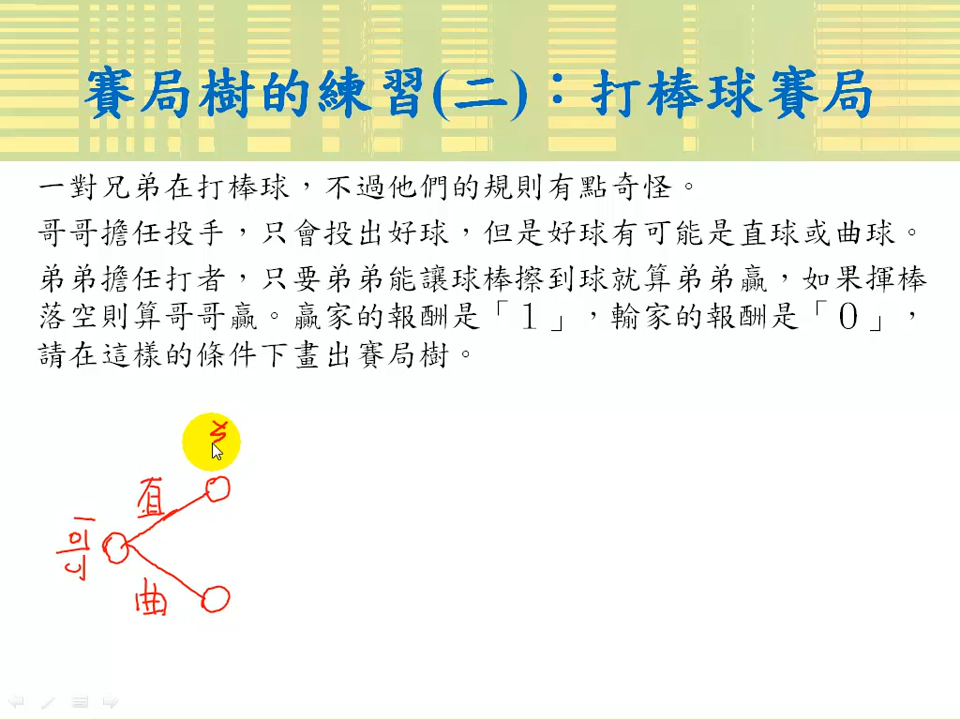 賽局樹的練習(二)：打棒球賽局
一對兄弟在打棒球，不過他們的規則有點奇怪。
哥哥擔任投手，只會投出好球，但是好球有可能是直球或曲球。
弟弟擔任打者，只要弟弟能讓球棒擦到球就算弟弟贏，如果揮棒
落空則算哥哥贏。贏家的報酬是「1」，輸家的報酬是「0」，
請在這樣的條件下畫出賽局樹。
直
哥
曲